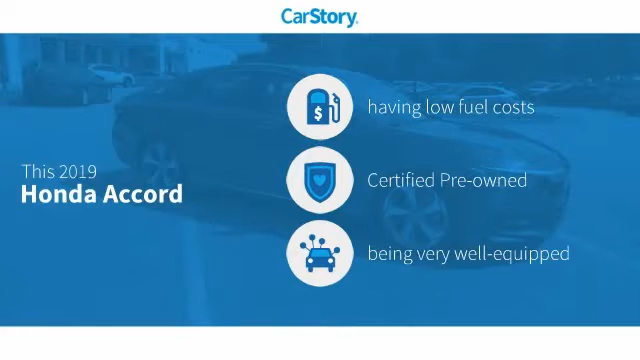 CarStory.
This 2019
Honda Accord
$
having low fuel costs
Certified Pre-owned
being very well-equipped